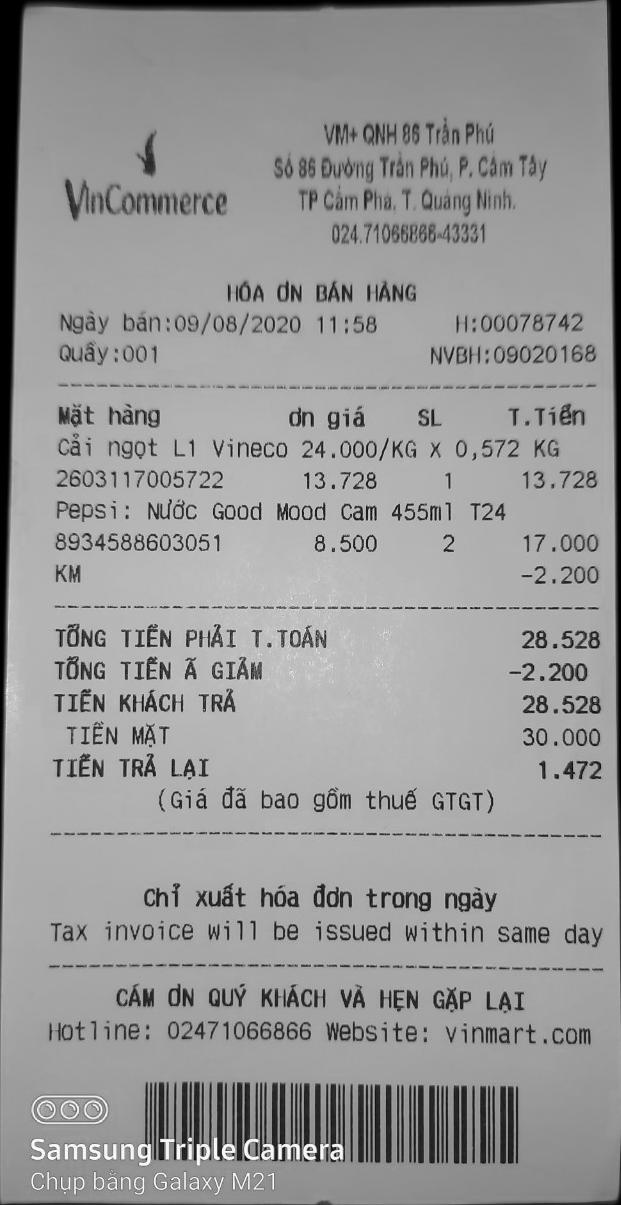 VinCommerce
VM+ QNH 86 Trần Phú
Số 86 Đường Trần Phú, P. Cẩm Tây
TP Cẩm Phả, T. Quảng Ninh.
024.71066866-43331
HÓA ƠN BÁN HÀNG
Ngày bán:09/08/2020 11:58 H:00078742
Quầy:001 NVBH:09020168
Mặt hàng ơn giá SL T.Tiền
Cải ngọt L1 Vineco 24.000/KG X 0,572 KG
2603117005722 13.728 1 13.728
Pepsi: Nước Good Mood Cam 455ml T24
8934588603051 8.500 2 17.000
KM -2.200
TỔNG TIỀN PHẢI T.TOÁN 28.528
TỔNG TIỀN Ã GIẢM -2.200
TIỀN KHÁCH TRẢ 28.528
TIỀN MẶT 30.000
TIỀN TRẢ LẠI 1.472
(Giá đã bao gồm thuế GTGT)
Chỉ xuất hóa đơn trong ngày
Tax invoice will be issued within same day
CẢM ƠN QUÝ KHÁCH VÀ HẸN GẶP LẠI
Hotline: 02471066866 Website: vinmart.com
Samsung Triple Camera
Chụp bằng Galaxy M21